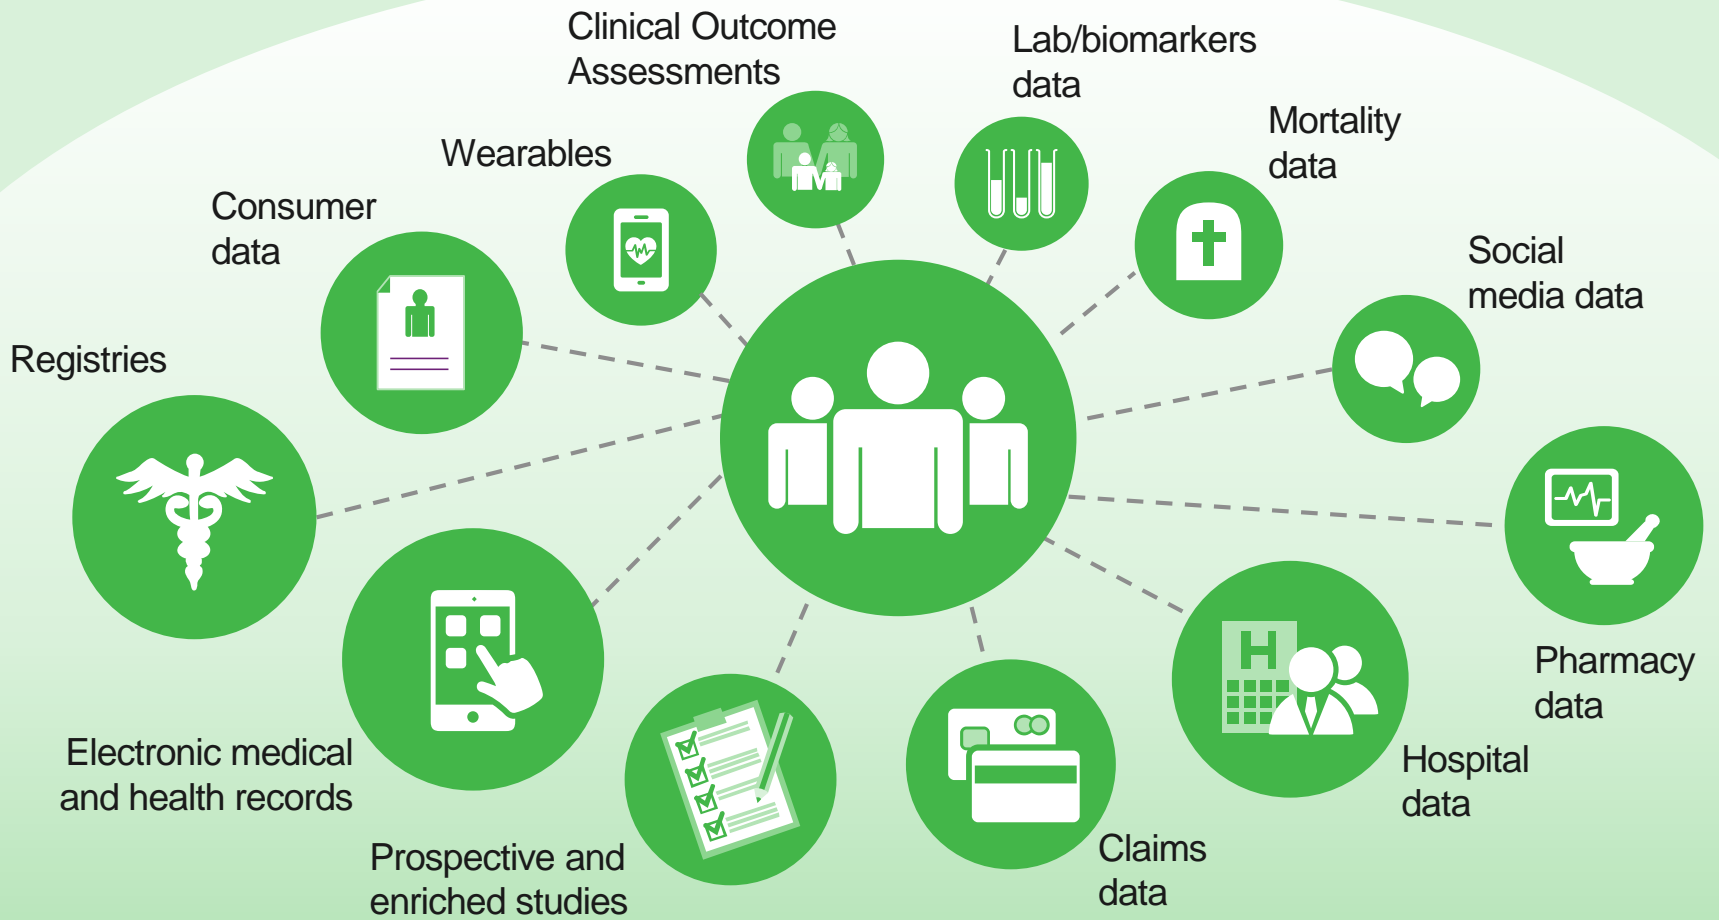 Clinical Outcome
Assessments
Lab/biomarkers
data
Mortality
data
Wearables
Consumer
data
Social
media data
Registries
Pharmacy
data
Electronic medical
and health records
Hospital
data
Prospective and
enriched studies
Claims
data
H